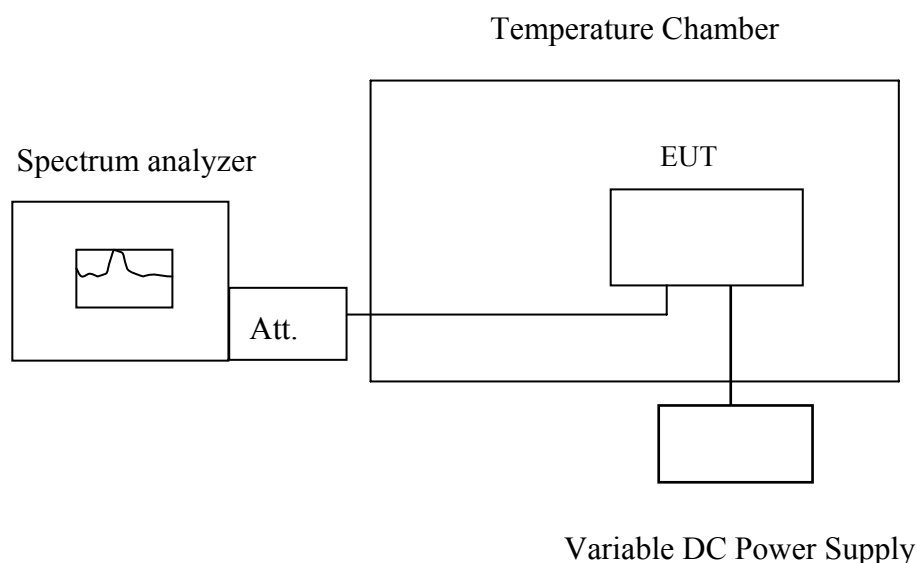 Temperature Chamber
Spectrum analyzer
EUT
Att.
Variable DC Power Supply